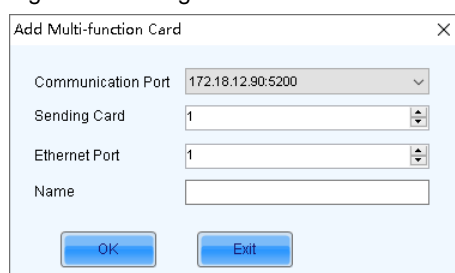 Add Multi-function Card
Communication Port 172.18.12.90:5200
Sending Card 1
Ethernet Port 1
Name
OK Exit